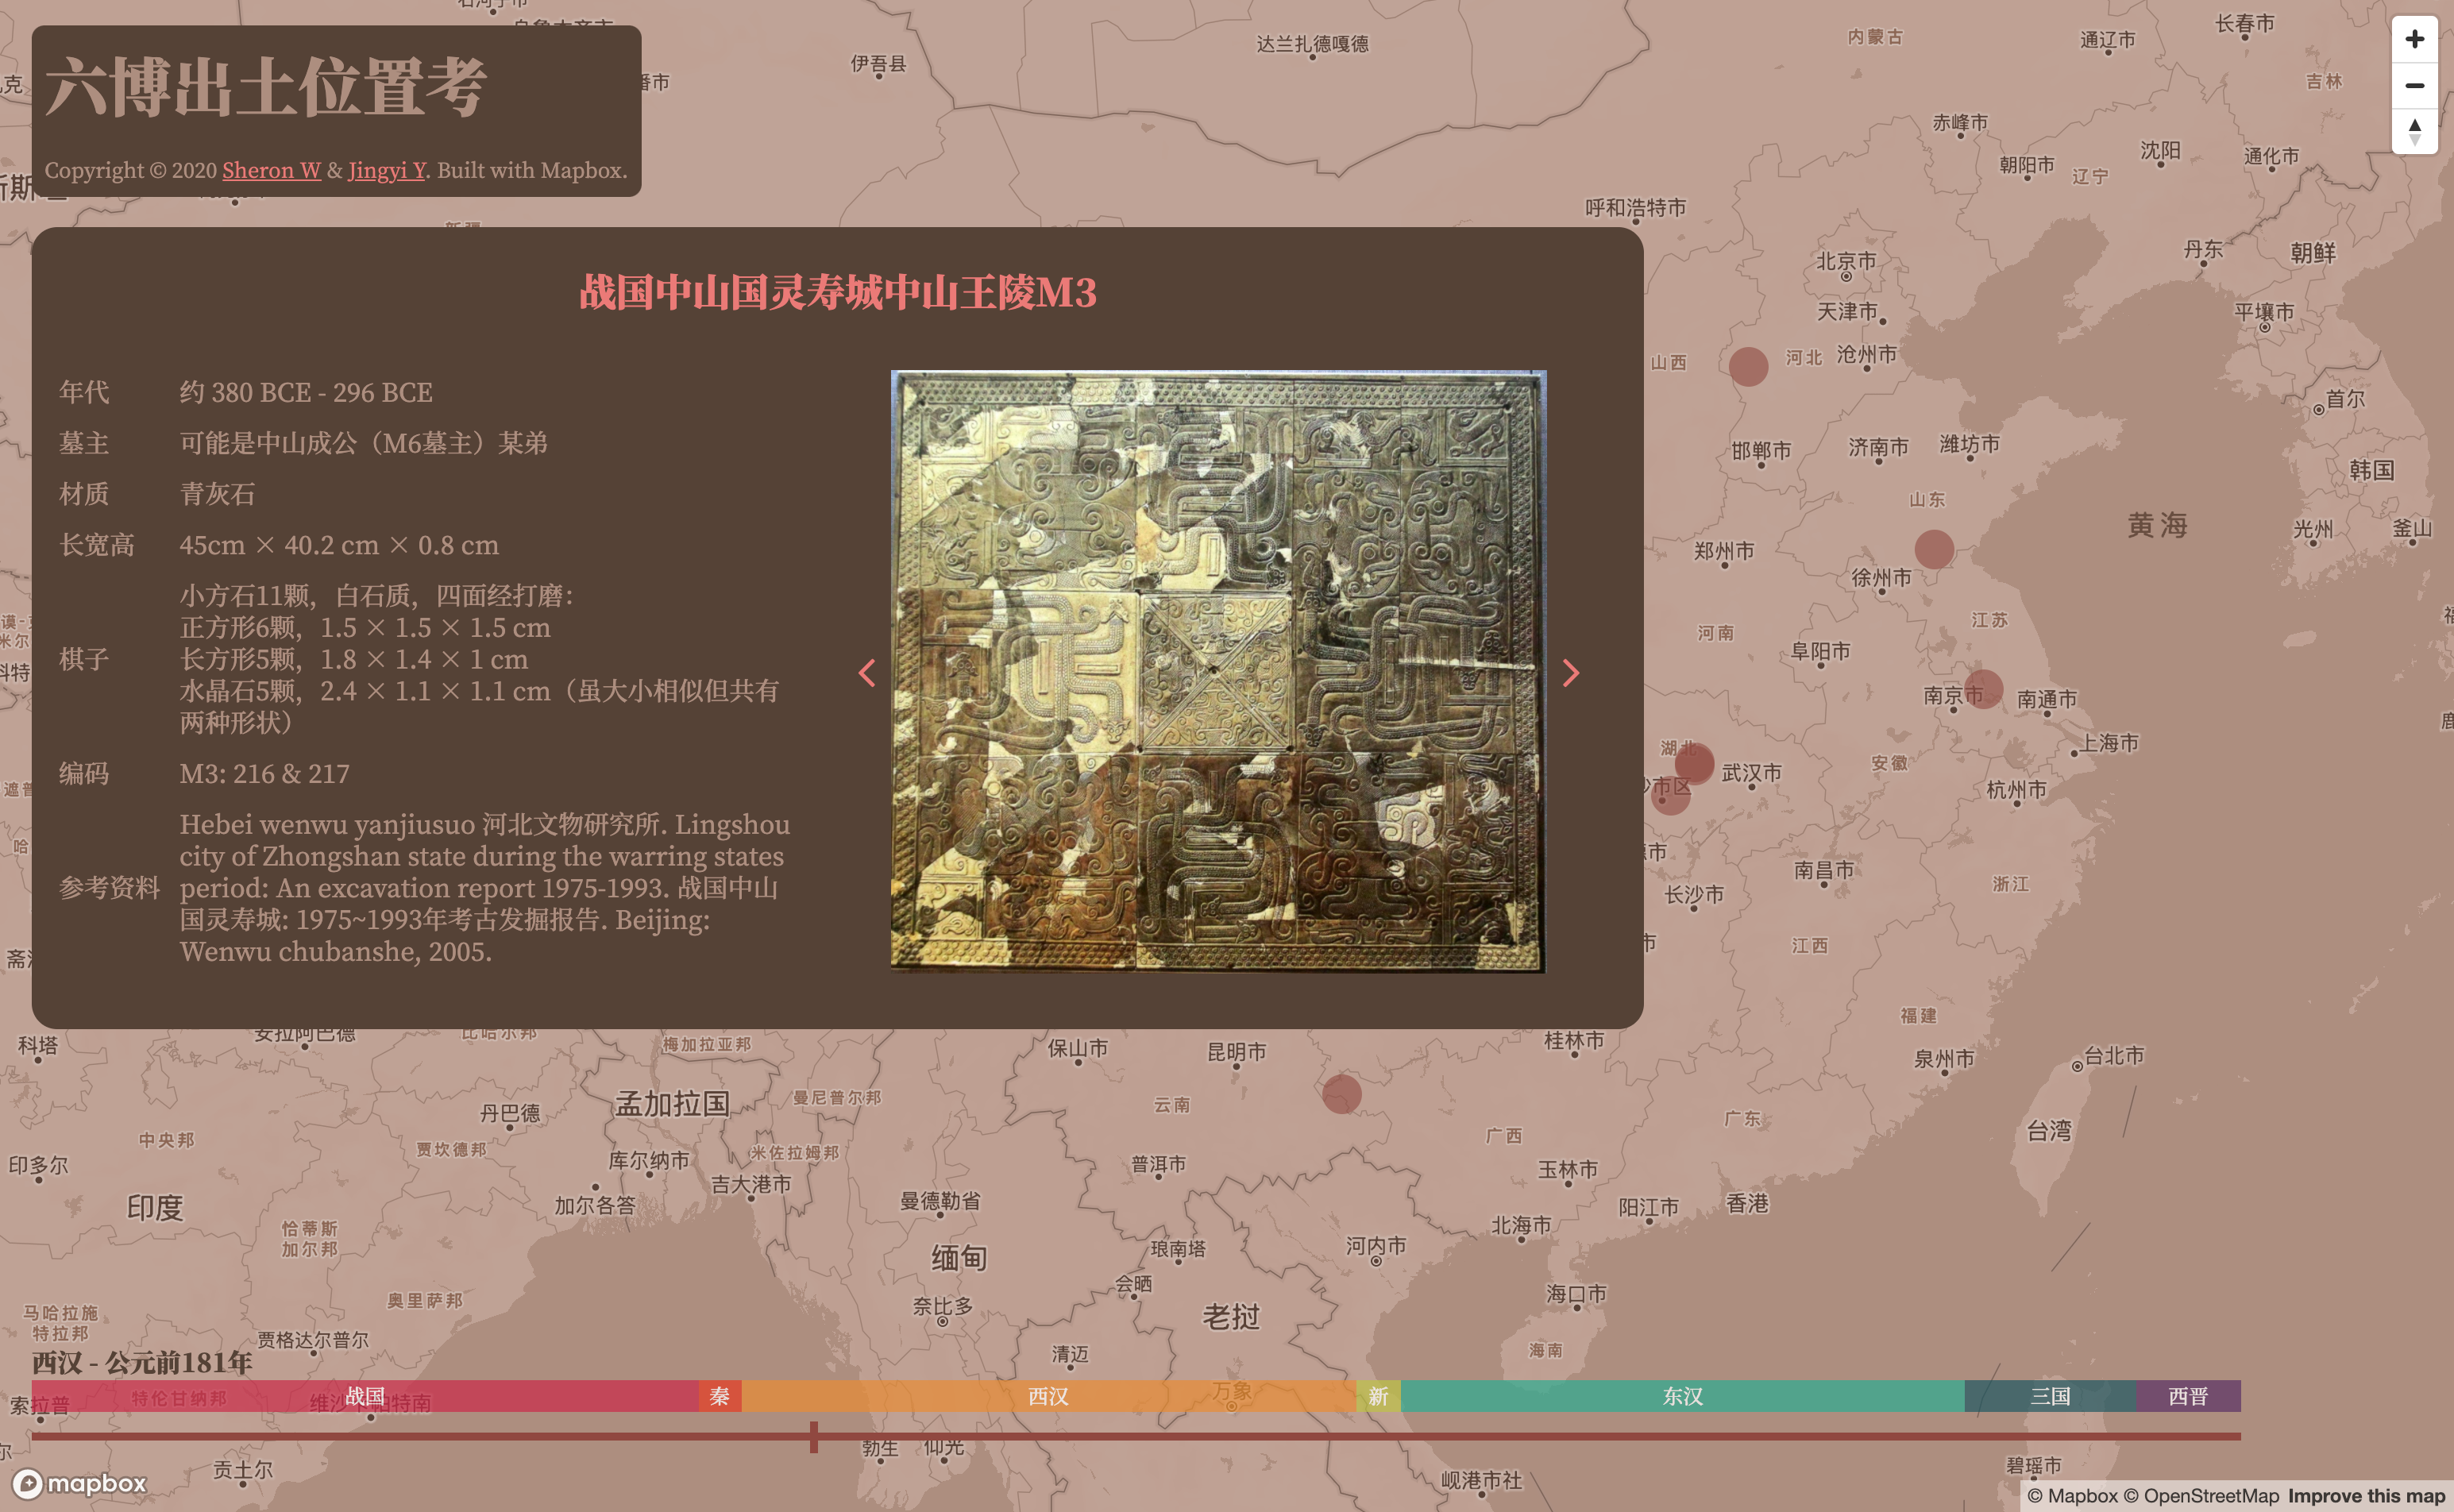 六博出土位置考
Copyright © 2020 Sheron W & Jingyi Y. Built with Mapbox.
战国中山国灵寿城中山王陵M3
年代 约 380 BCE - 296 BCE
墓主 可能是中山成公（M6墓主）某弟
材质 青灰石
长宽高 45cm × 40.2 cm × 0.8 cm
棋子
小方石11颗，白石质，四面经打磨：
正方形6颗，1.5 × 1.5 × 1.5 cm
长方形5颗，1.8 × 1.4 × 1 cm
水晶石5颗，2.4 × 1.1 × 1.1 cm（虽大小相似但共有
两种形状）
编码 M3: 216 & 217
参考资料
Hebei wenwu yanjiusuo 河北文物研究所. Lingshou
city of Zhongshan state during the warring states
period: An excavation report 1975-1993. 战国中山
国灵寿城: 1975~1993年考古发掘报告. Beijing:
Wenwu chubanshe, 2005.
伊吾县
达兰扎德嘎德
内蒙古
通辽市
长春市
吉林
赤峰市
朝阳市
沈阳
通化市
辽宁
呼和浩特市
北京市
丹东
朝鲜
天津市
平壤市
山西
河北
沧州市
首尔
邯郸市
济南市
潍坊市
韩国
山东
黄海
光州
釜山
郑州市
徐州市
江苏
河南
阜阳市
南京市
南通市
湖北
武汉市
安徽
上海市
杭州市
南昌市
长沙市
浙江
江西
福建
科塔
安拉阿巴德
比哈尔邦
梅加拉亚邦
保山市
昆明市
桂林市
泉州市
台北市
孟加拉国
曼尼普尔邦
云南
丹巴德
中央邦
贾坎德邦
米佐拉姆邦
广西
广东
台湾
印多尔
库尔纳市
吉大港市
普洱市
玉林市
印度
加尔各答
曼德勒省
阳江市
香港
恰蒂斯
加尔邦
缅甸
琅南塔
河内市
北海市
会晒
海口市
奥里萨邦
奈比多
老挝
马哈拉施
特拉邦
贾格达尔普尔
清迈
海南
西汉 - 公元前181年
索拉普
特伦甘纳邦
维沙卡帕特南
万象
战国 秦 西汉 新 东汉 三国 西晋
勃生
仰光
贡土尔
岘港市社
碧瑶市
mapbox
© Mapbox © OpenStreetMap Improve this map